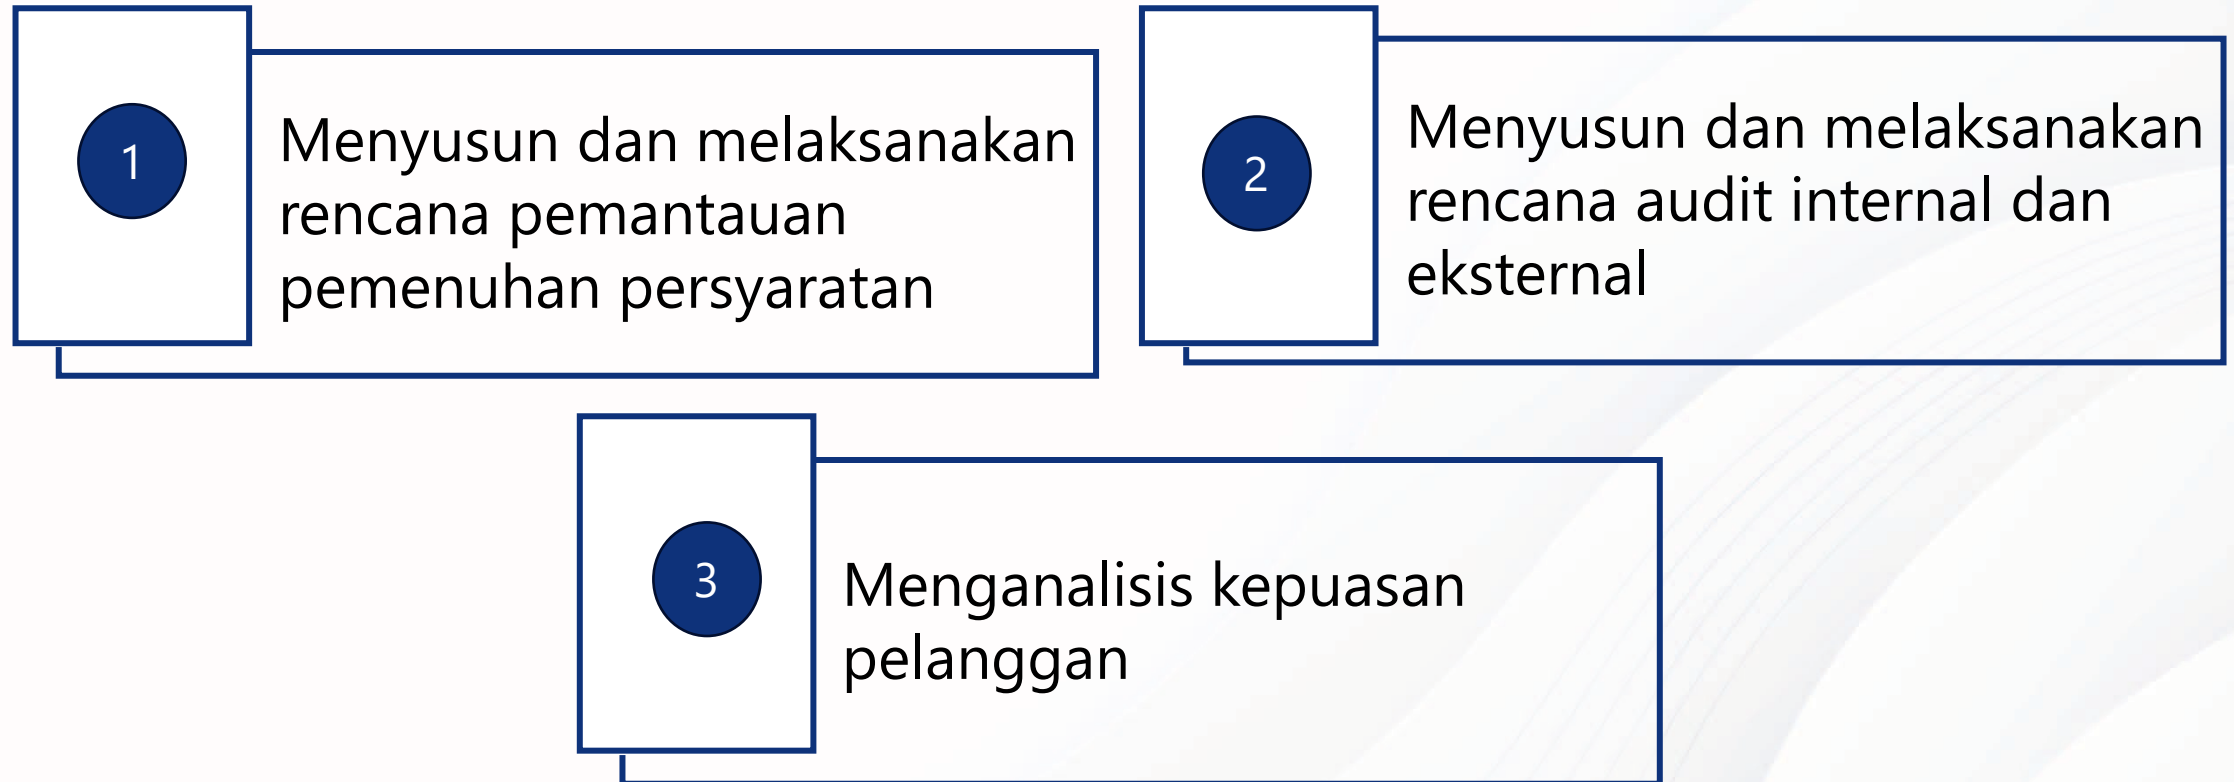 1
Menyusun dan melaksanakan
rencana pemantauan
pemenuhan persyaratan
2
Menyusun dan melaksanakan
rencana audit internal dan
eksternal
3
Menganalisis kepuasan
pelanggan